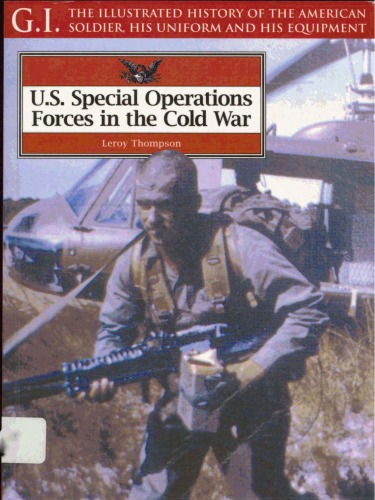 G.I. THE ILLUSTRATED HISTORY OF THE AMERICAN
SOLDIER, HIS UNIFORM AND HIS EQUIPMENT
U.S. Special Operations
Forces in the Cold War
Leroy Thompson